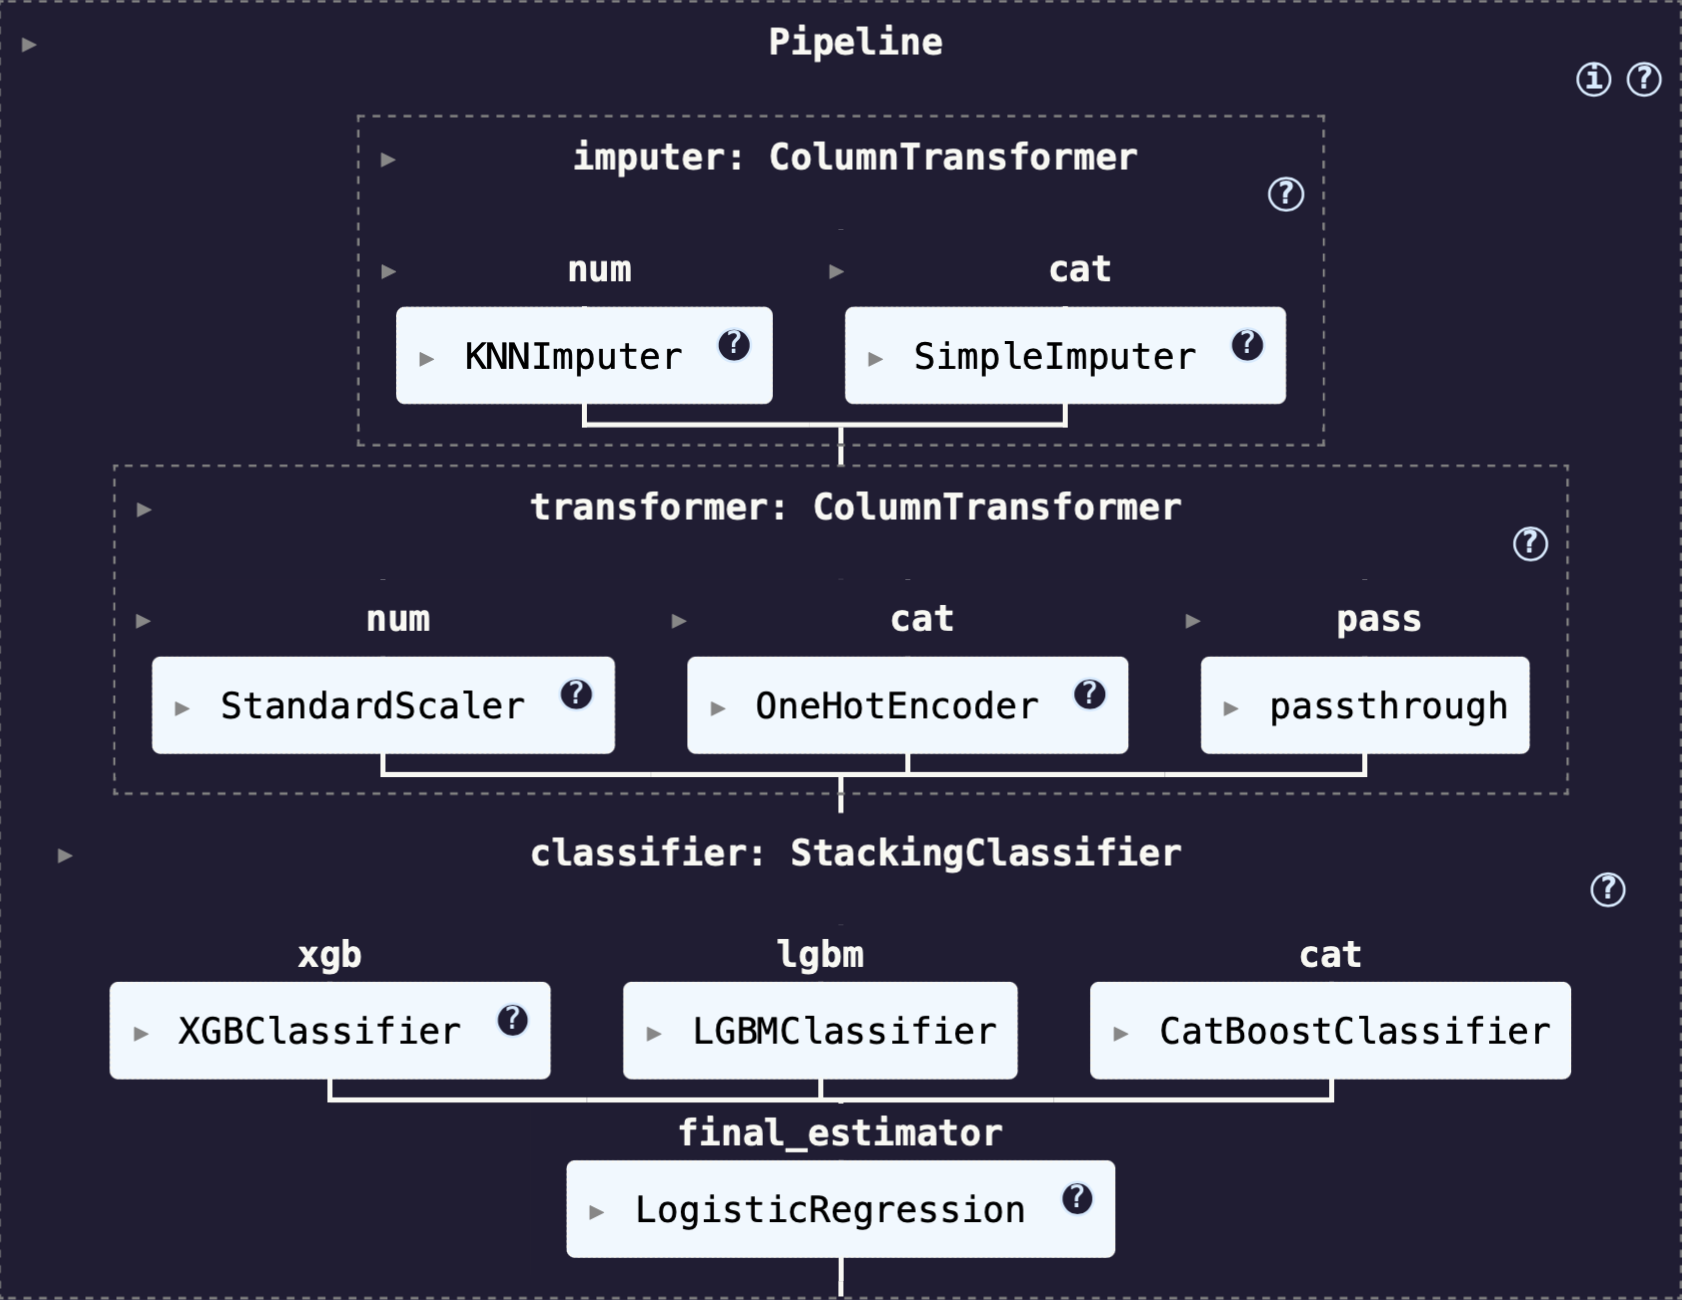 ▶ Pipeline
i ?
▶ imputer: ColumnTransformer
?
▶ num ▶ cat
▶ KNNImputer ? ▶ SimpleImputer ?
▶ transformer: ColumnTransformer
?
▶ num ▶ cat ▶ pass
▶ StandardScaler ? ▶ OneHotEncoder ? ▶ passthrough
▶ classifier: StackingClassifier
?
xgb lgbm cat
▶ XGBClassifier ? ▶ LGBMClassifier ▶ CatBoostClassifier
final_estimator
▶ LogisticRegression ?